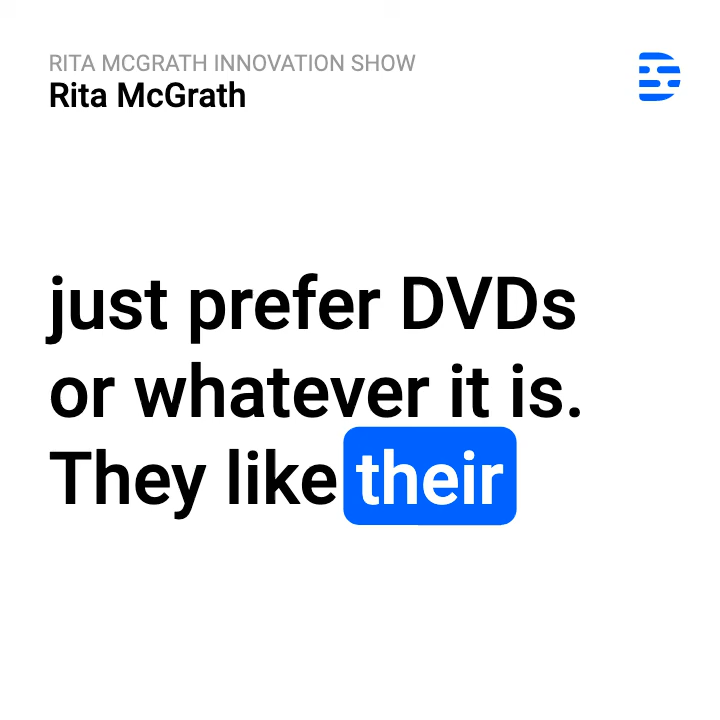 RITA MCGRATH INNOVATION SHOW
Rita McGrath
just prefer DVDs
or whatever it is.
They like their